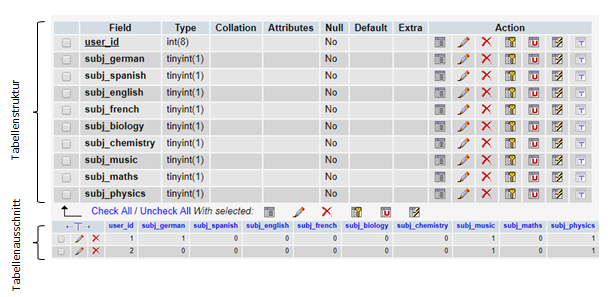 Tabellenstruktur
Field Type Collation Attributes Null Default Extra Action
user_id int(8) No
subj_german tinyint(1) No
subj_spanish tinyint(1) No
subj_english tinyint(1) No
subj_french tinyint(1) No
subj_biology tinyint(1) No
subj_chemistry tinyint(1) No
subj_music tinyint(1) No
subj_maths tinyint(1) No
subj_physics tinyint(1) No
Check All / Uncheck All With selected:
Tabellenausschnitt
←T→ user_id subj_german subj_spanish subj_english subj_french subj_biology subj_chemistry subj_music subj_maths subj_physics
1 1 0 0 0 0 0 1 0 1
2 0 0 0 0 0 0 1 0 1